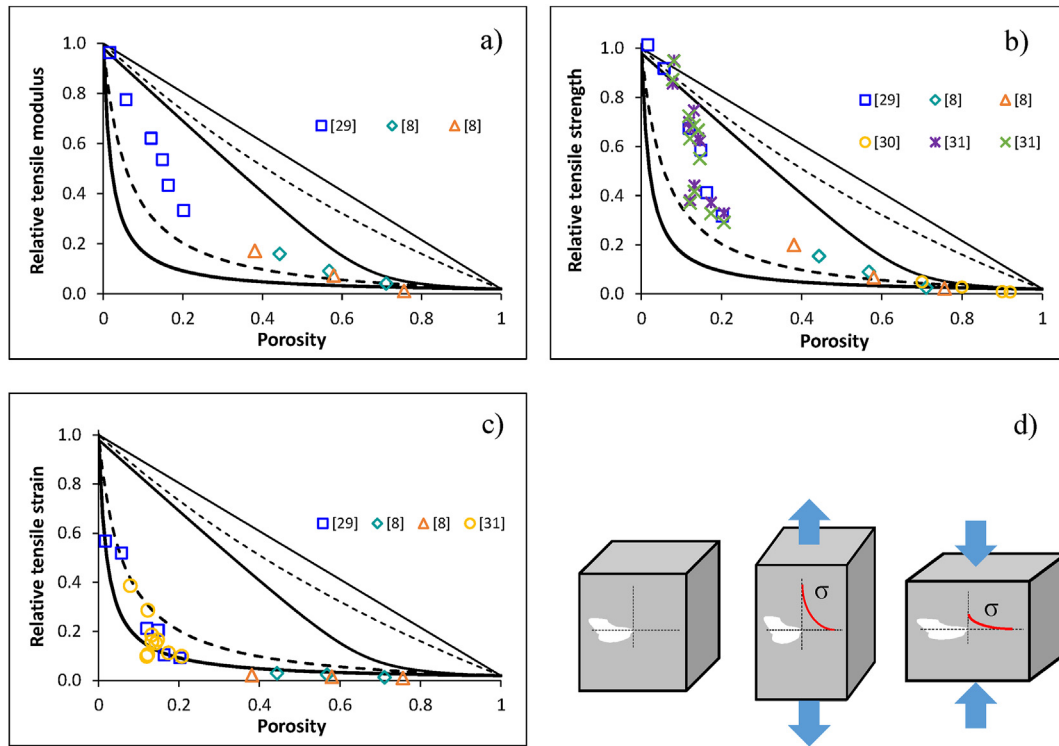 a)
Relative tensile modulus
1.0
0.8
0.6
0.4
0.2
0.0
[29] [8] [8]
0 0.2 0.4 0.6 0.8 1
Porosity
b)
Relative tensile strength
1.0
0.8
0.6
0.4
0.2
0.0
[29] [8] [8]
[30] [31] [31]
0 0.2 0.4 0.6 0.8 1
Porosity
c)
Relative tensile strain
1.0
0.8
0.6
0.4
0.2
0.0
[29] [8] [8] [31]
0 0.2 0.4 0.6 0.8 1
Porosity
d)
σ
σ